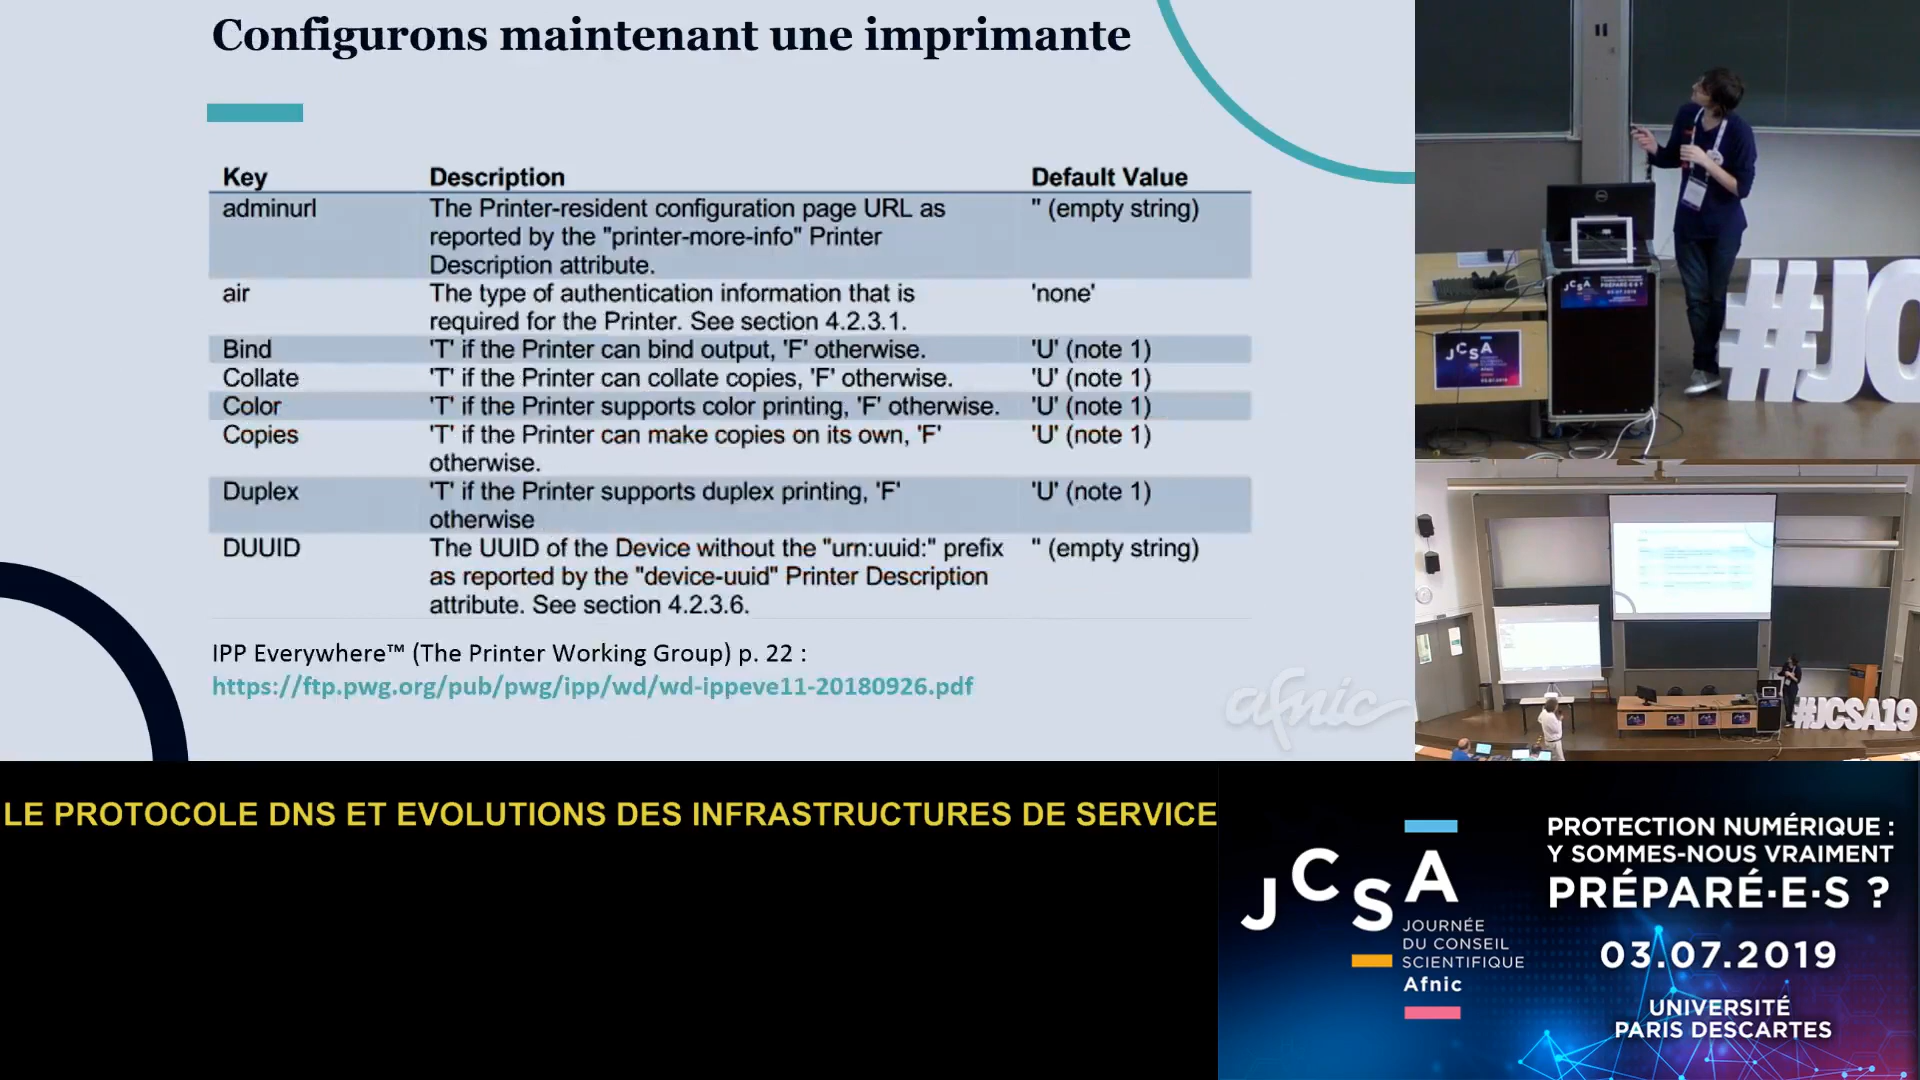 Configurons maintenant une imprimante
Key Description Default Value
adminurl The Printer-resident configuration page URL as '' (empty string)
reported by the "printer-more-info" Printer
Description attribute.
air The type of authentication information that is 'none'
required for the Printer. See section 4.2.3.1.
Bind 'T' if the Printer can bind output, 'F' otherwise. 'U' (note 1)
Collate 'T' if the Printer can collate copies, 'F' otherwise. 'U' (note 1)
Color 'T' if the Printer supports color printing, 'F' otherwise. 'U' (note 1)
Copies 'T' if the Printer can make copies on its own, 'F' 'U' (note 1)
otherwise.
Duplex 'T' if the Printer supports duplex printing, 'F' 'U' (note 1)
otherwise
DUUID The UUID of the Device without the "urn:uuid:" prefix '' (empty string)
as reported by the "device-uuid" Printer Description
attribute. See section 4.2.3.6.
IPP Everywhere™ (The Printer Working Group) p. 22 :
https://ftp.pwg.org/pub/pwg/ipp/wd/wd-ippeve11-20180926.pdf
afnic
JCSA
03.07.2019
JCSA
#JC
#JCSA19
LE PROTOCOLE DNS ET EVOLUTIONS DES INFRASTRUCTURES DE SERVICE
JCSA
JOURNÉE
DU CONSEIL
SCIENTIFIQUE
Afnic
PROTECTION NUMÉRIQUE :
Y SOMMES-NOUS VRAIMENT
PRÉPARÉ·E·S ?
03.07.2019
UNIVERSITÉ
PARIS DESCARTES